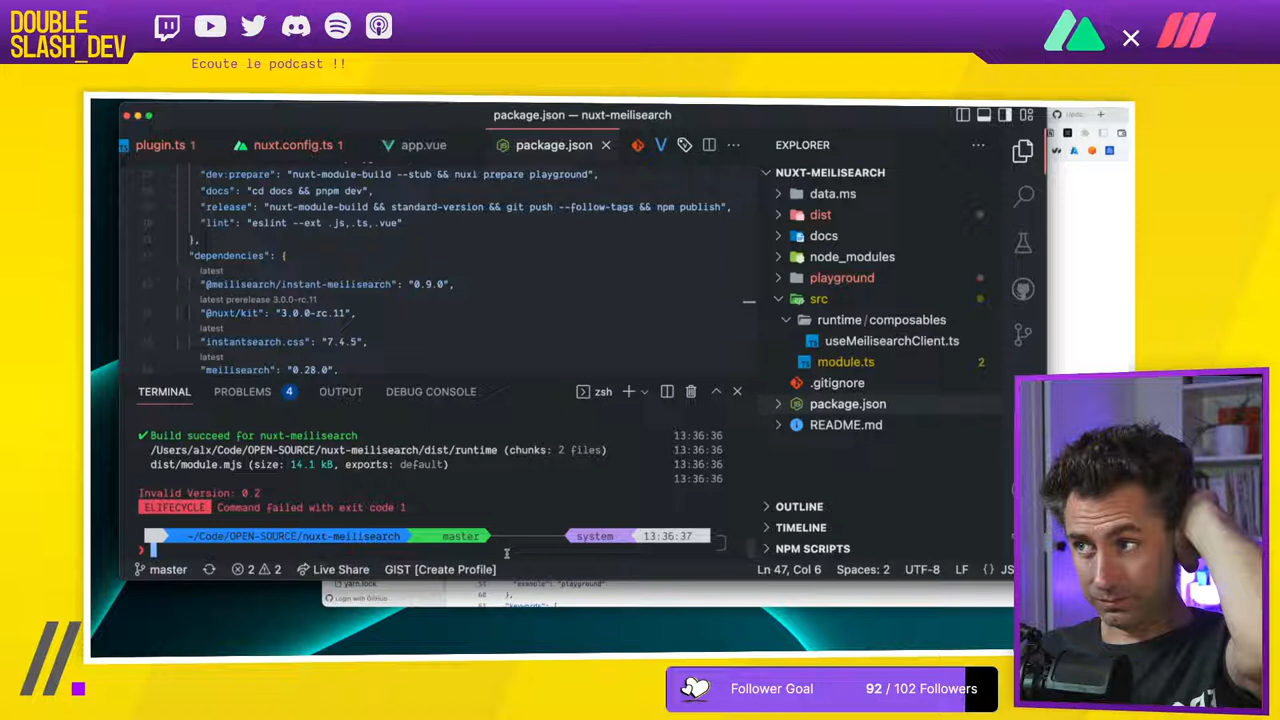 DOUBLE
SLASH_DEV
Ecoute le podcast !!
package.json — nuxt-meilisearch
plugin.ts 1
nuxt.config.ts 1
app.vue
package.json
"dev:prepare": "nuxt-module-build --stub && nuxi prepare playground",
"docs": "cd docs && pnpm dev",
"release": "nuxt-module-build && standard-version && git push --follow-tags && npm publish",
"lint": "eslint --ext .js,.ts,.vue"
},
"dependencies": {
latest
"@meilisearch/instant-meilisearch": "0.9.0",
latest prerelease 3.0.0-rc.11
"@nuxt/kit": "3.0.0-rc.11",
latest
"instantsearch.css": "7.4.5",
latest
"meilisearch": "0.28.0",
EXPLORER
NUXT-MEILISEARCH
data.ms
dist
docs
node_modules
playground
src
runtime/composables
useMeilisearchClient.ts
module.ts 2
.gitignore
package.json
README.md
OUTLINE
TIMELINE
NPM SCRIPTS
TERMINAL
PROBLEMS 4
OUTPUT
DEBUG CONSOLE
zsh
Build succeed for nuxt-meilisearch 13:36:36
/Users/alx/Code/OPEN-SOURCE/nuxt-meilisearch/dist/runtime (chunks: 2 files) 13:36:36
dist/module.mjs (size: 14.1 kB, exports: default) 13:36:36
13:36:36
Invalid Version: 0.2
ELIFECYCLE Command failed with exit code 1
~/Code/OPEN-SOURCE/nuxt-meilisearch master system 13:36:37
master
2 2
Live Share
GIST [Create Profile]
Ln 47, Col 6
Spaces: 2
UTF-8
LF
{} JS
yarn.lock
Login with GitHub
"exemple": "playground"
},
Follower Goal
92 / 102 Followers